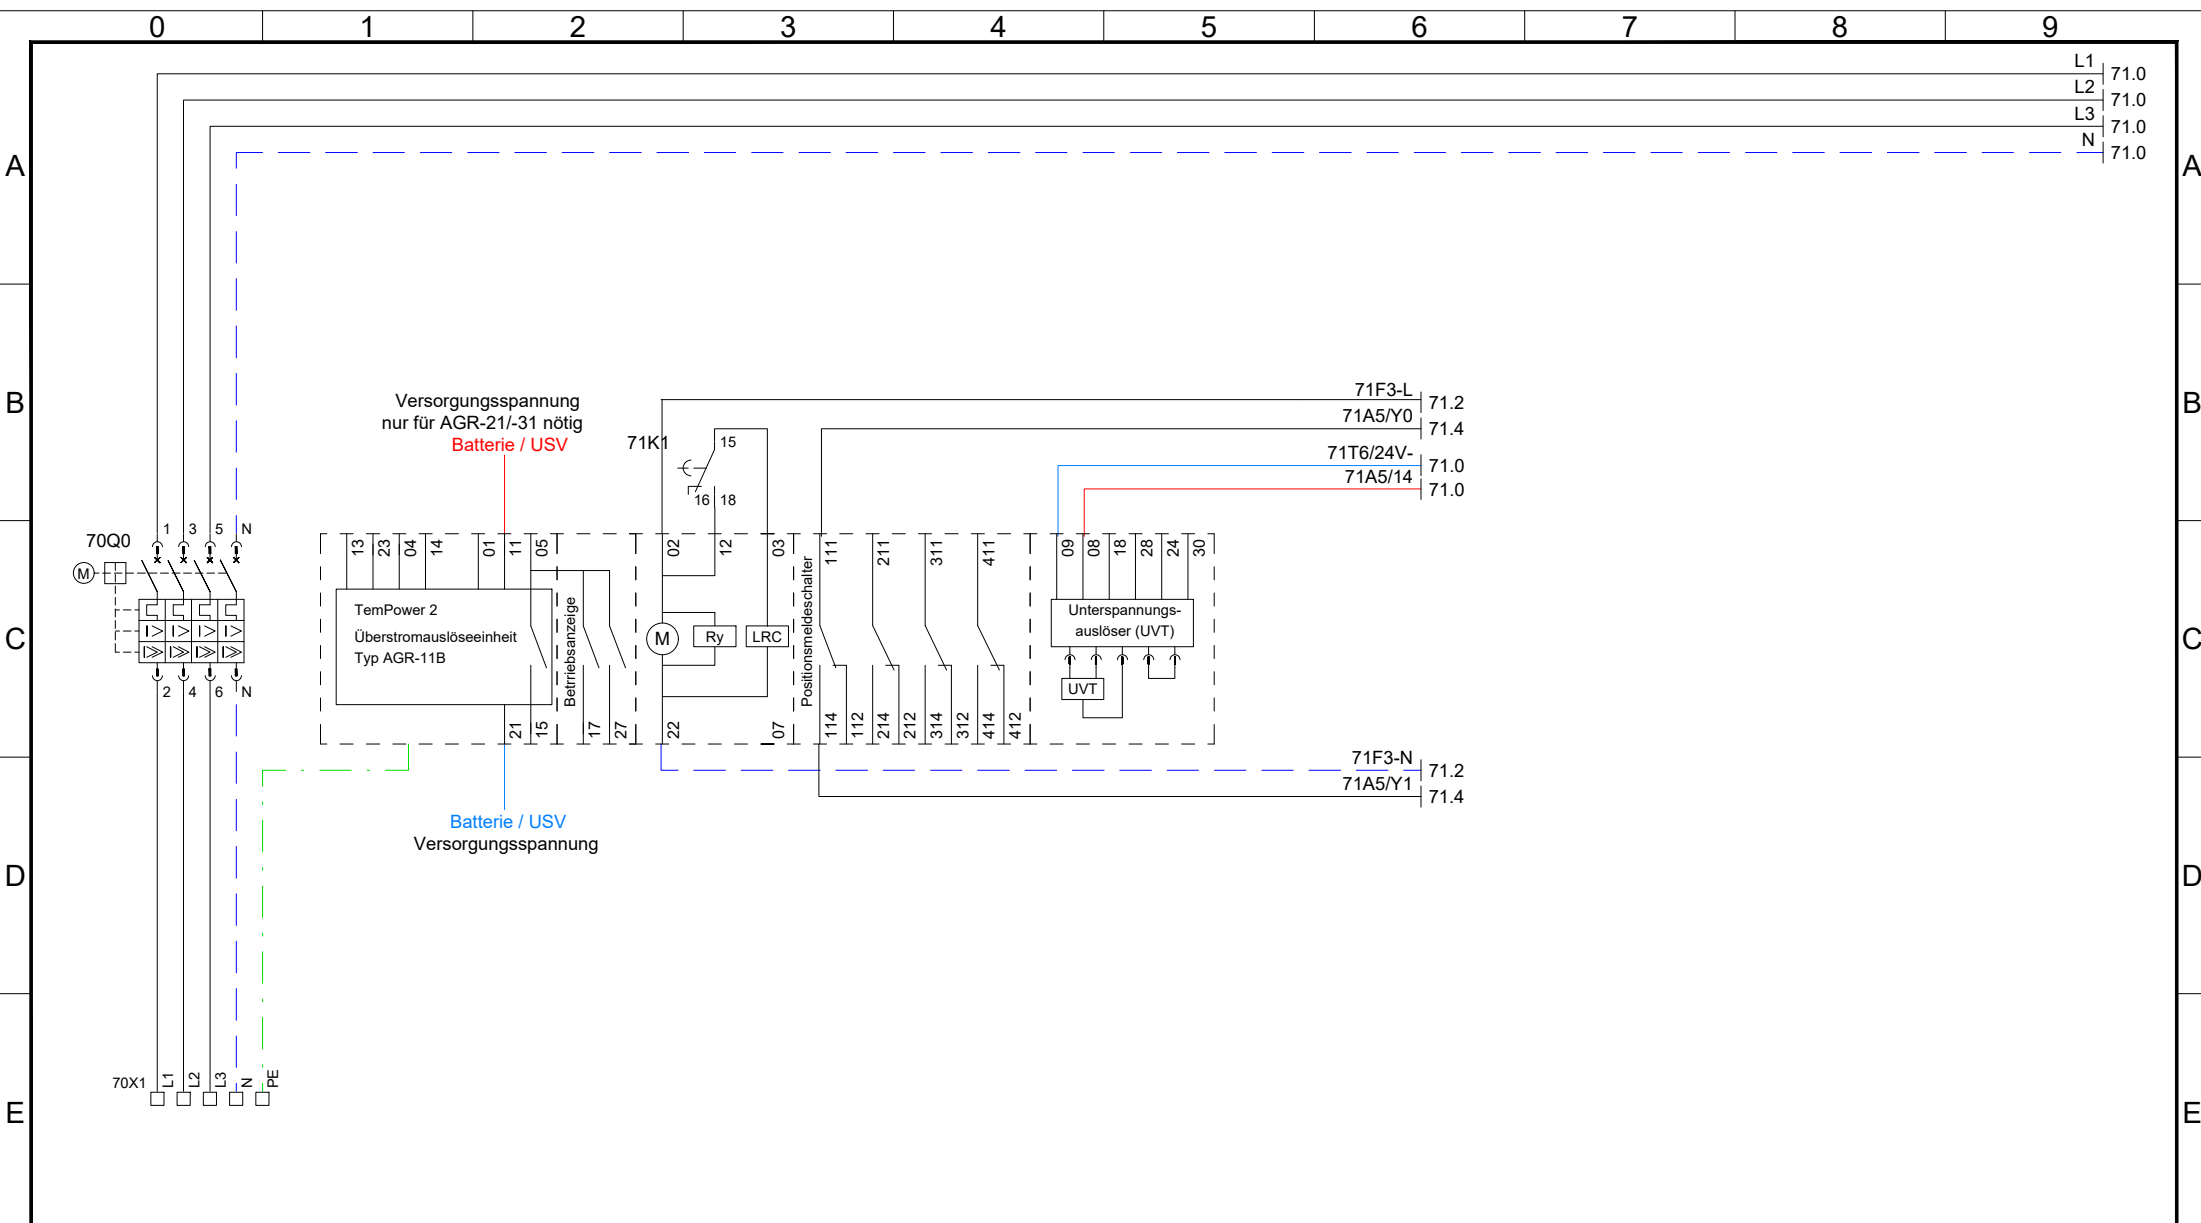 0 1 2 3 4 5 6 7 8 9
L1 71.0
L2 71.0
L3 71.0
N 71.0
A A
B B
Versorgungsspannung
nur für AGR-21/-31 nötig
Batterie / USV
71K1
15
16 18
71F3-L 71.2
71A5/Y0 71.4
71T6/24V- 71.0
71A5/14 71.0
70Q0
1 3 5 N
M
I> I> I> I>
I≫ I≫ I≫ I≫
2 4 6 N
13 23 04 14 01 11 05 02 12 03 111 211 311 411 09 08 18 28 24 30
TemPower 2
Überstromauslöseeinheit
Typ AGR-11B
Betrriebsanzeige
M
Ry
LRC
Positionsmeldeschalter
Unterspannungs-
auslöser (UVT)
UVT
C C
21 15 17 27 22 07 114 112 214 212 314 312 414 412
71F3-N 71.2
71A5/Y1 71.4
Batterie / USV
Versorgungsspannung
D D
70X1
L1 L2 L3 N PE
E E